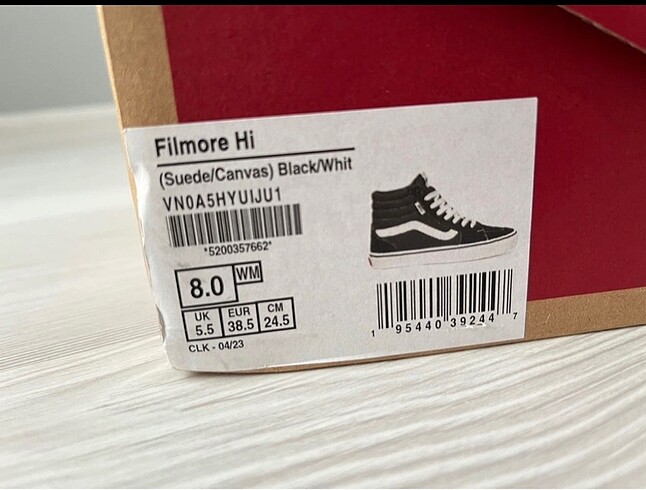 Filmore Hi
(Suede/Canvas) Black/Whit
VN0A5HYUIJU1
*5200357662*
8.0 WM
UK EUR CM
5.5 38.5 24.5
CLK - 04/23
1 95440 39244 7